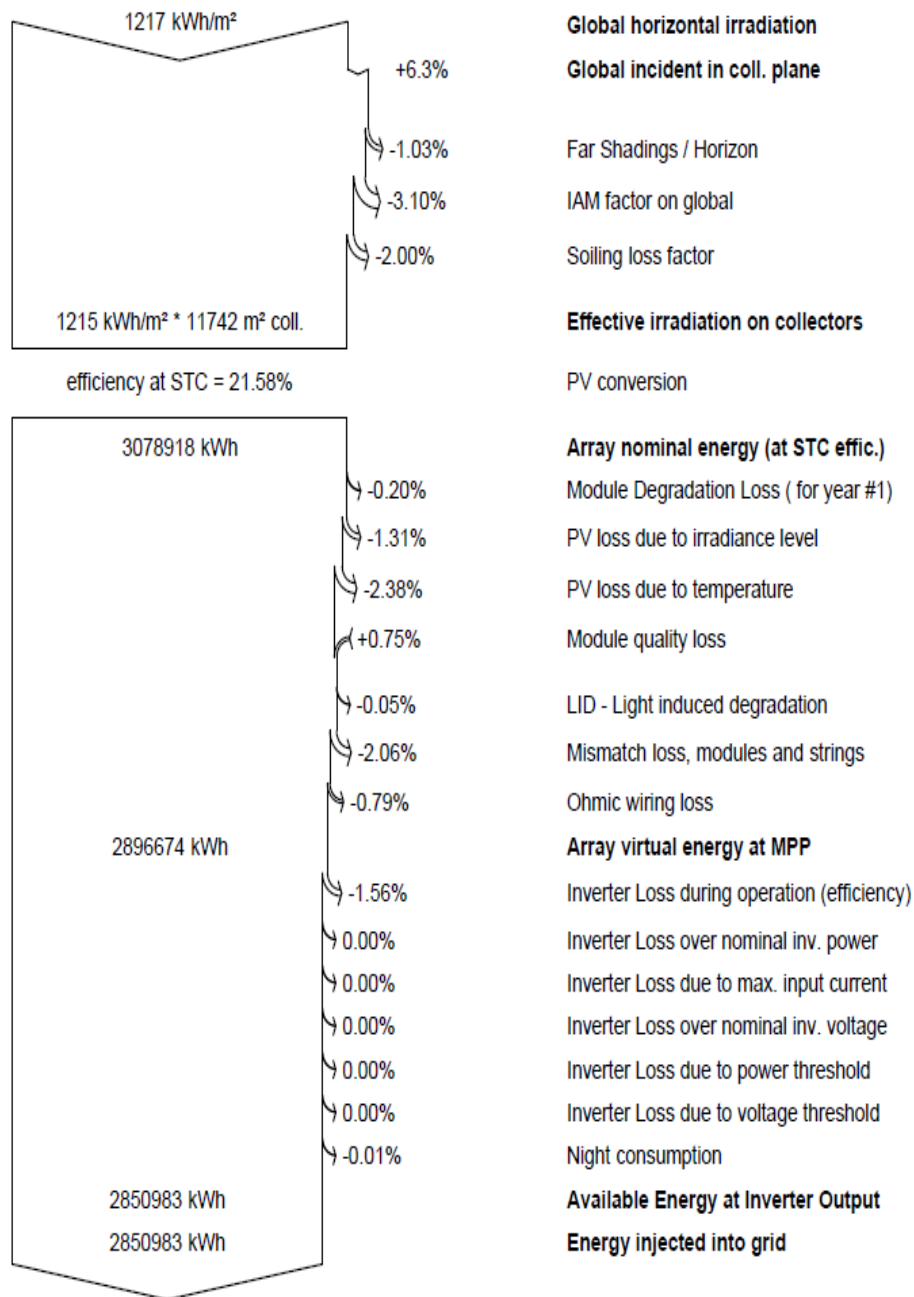 1217 kWh/m² Global horizontal irradiation
+6.3% Global incident in coll. plane
-1.03% Far Shadings / Horizon
-3.10% IAM factor on global
-2.00% Soiling loss factor
1215 kWh/m² * 11742 m² coll. Effective irradiation on collectors
efficiency at STC = 21.58% PV conversion
3078918 kWh Array nominal energy (at STC effic.)
-0.20% Module Degradation Loss ( for year #1)
-1.31% PV loss due to irradiance level
-2.38% PV loss due to temperature
+0.75% Module quality loss
-0.05% LID - Light induced degradation
-2.06% Mismatch loss, modules and strings
-0.79% Ohmic wiring loss
2896674 kWh Array virtual energy at MPP
-1.56% Inverter Loss during operation (efficiency)
0.00% Inverter Loss over nominal inv. power
0.00% Inverter Loss due to max. input current
0.00% Inverter Loss over nominal inv. voltage
0.00% Inverter Loss due to power threshold
0.00% Inverter Loss due to voltage threshold
-0.01% Night consumption
2850983 kWh Available Energy at Inverter Output
2850983 kWh Energy injected into grid